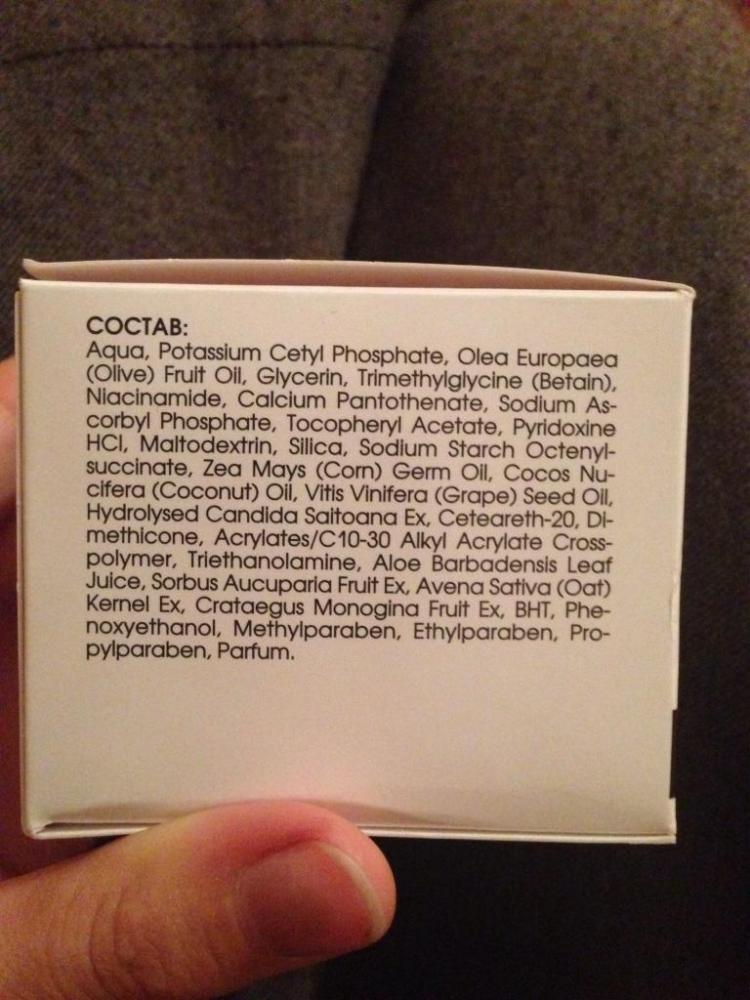 СОСТАВ:
Aqua, Potassium Cetyl Phosphate, Olea Europaea
(Olive) Fruit Oil, Glycerin, Trimethylglycine (Betain),
Niacinamide, Calcium Pantothenate, Sodium As-
corbyl Phosphate, Tocopheryl Acetate, Pyridoxine
HCl, Maltodextrin, Silica, Sodium Starch Octenyl-
succinate, Zea Mays (Corn) Germ Oil, Cocos Nu-
cifera (Coconut) Oil, Vitis Vinifera (Grape) Seed Oil,
Hydrolysed Candida Saitoana Ex, Ceteareth-20, Di-
methicone, Acrylates/C10-30 Alkyl Acrylate Cross-
polymer, Triethanolamine, Aloe Barbadensis Leaf
Juice, Sorbus Aucuparia Fruit Ex, Avena Sativa (Oat)
Kernel Ex, Crataegus Monogina Fruit Ex, BHT, Phe-
noxyethanol, Methylparaben, Ethylparaben, Pro-
pylparaben, Parfum.